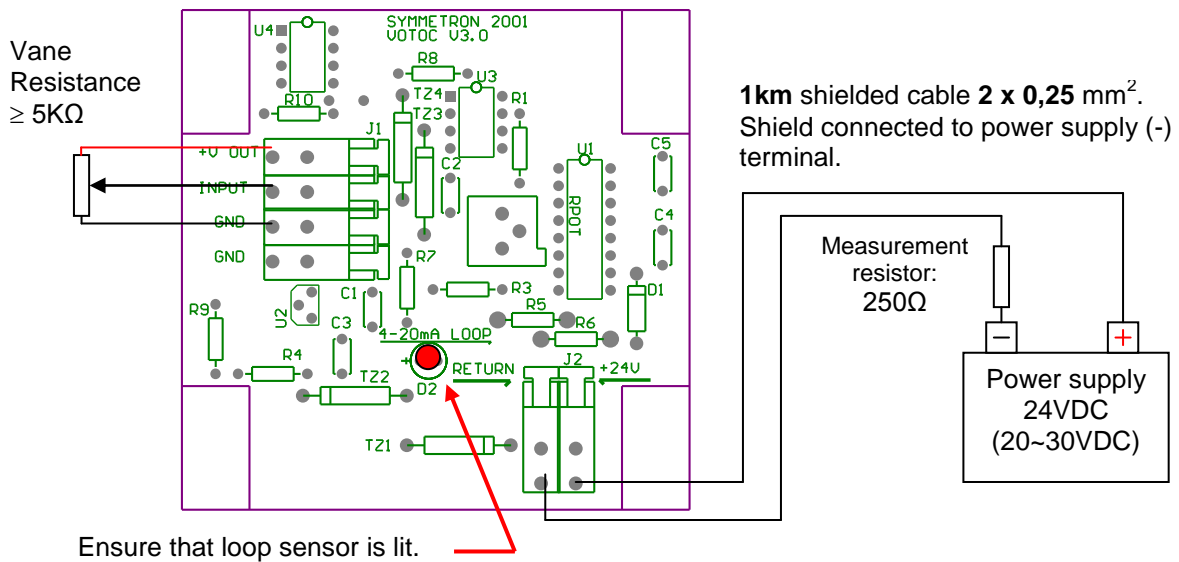 SYMMETRON 2001
VOTOC V3.0
U4
Vane
Resistance
≥ 5KΩ
R8
U3
TZ4
TZ3
R1
R10
J1
1km shielded cable 2 x 0,25 mm².
Shield connected to power supply (-)
terminal.
+V OUT
INPUT
GND
GND
C2
U1
RPOT
C5
C4
R7
Measurement
resistor:
250Ω
R9
U2
C1
C3
R3
R5
R6
D1
4-20mA LOOP
R4
+
D2
RETURN
J2
+24V
TZ2
TZ1
−
+
Power supply
24VDC
(20~30VDC)
Ensure that loop sensor is lit.